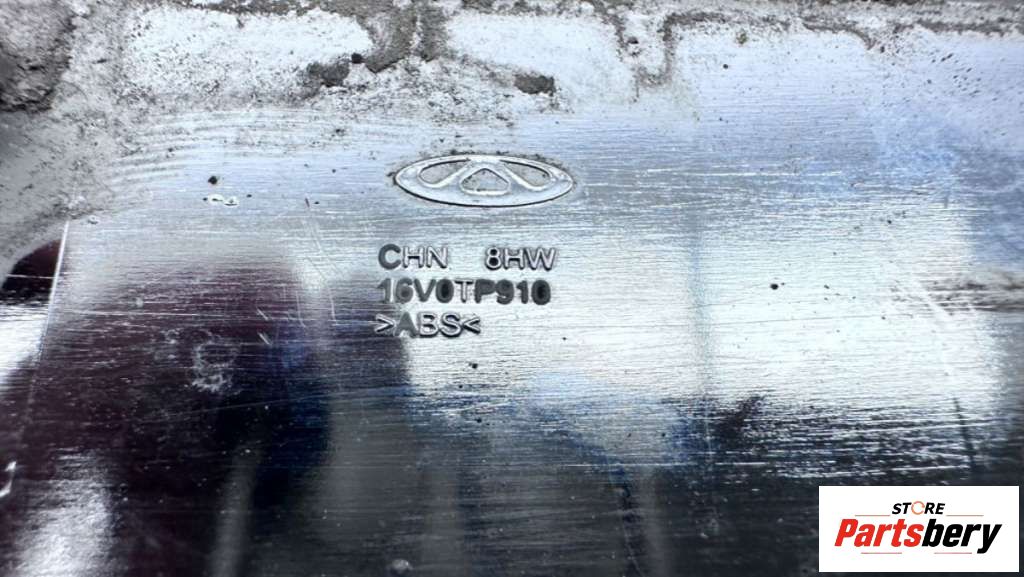 CHN 8HW
16V0TP910
>ABS<
STORE
Partsbery